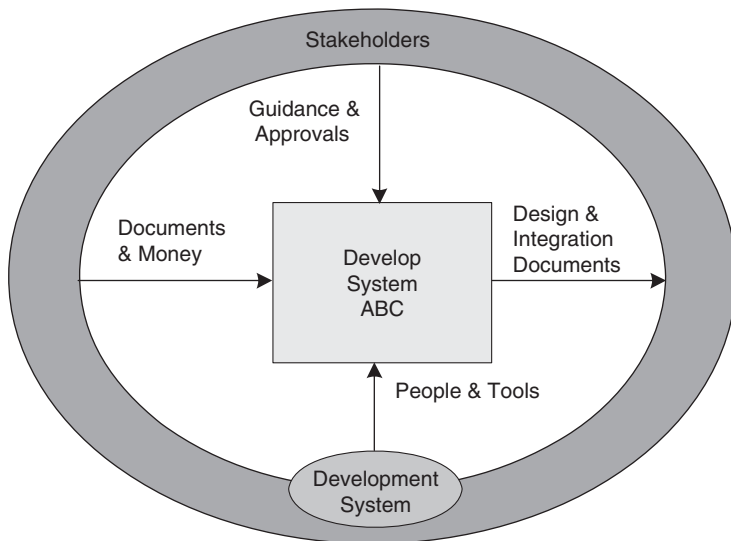 Stakeholders
Guidance &
Approvals
Documents
& Money
Develop
System
ABC
Design &
Integration
Documents
People & Tools
Development
System